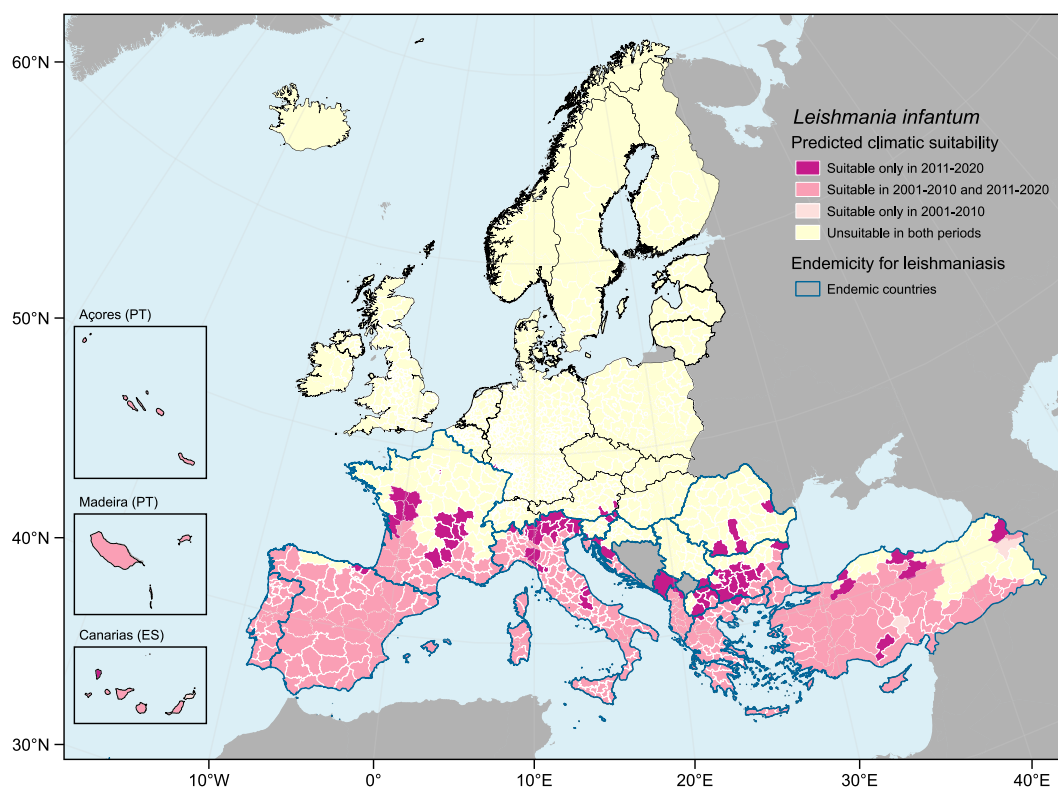 60°N
50°N
40°N
30°N
10°W
0°
10°E
20°E
30°E
40°E
Leishmania infantum
Predicted climatic suitability
Suitable only in 2011-2020
Suitable in 2001-2010 and 2011-2020
Suitable only in 2001-2010
Unsuitable in both periods
Endemicity for leishmaniasis
Endemic countries
Açores (PT)
Madeira (PT)
Canarias (ES)